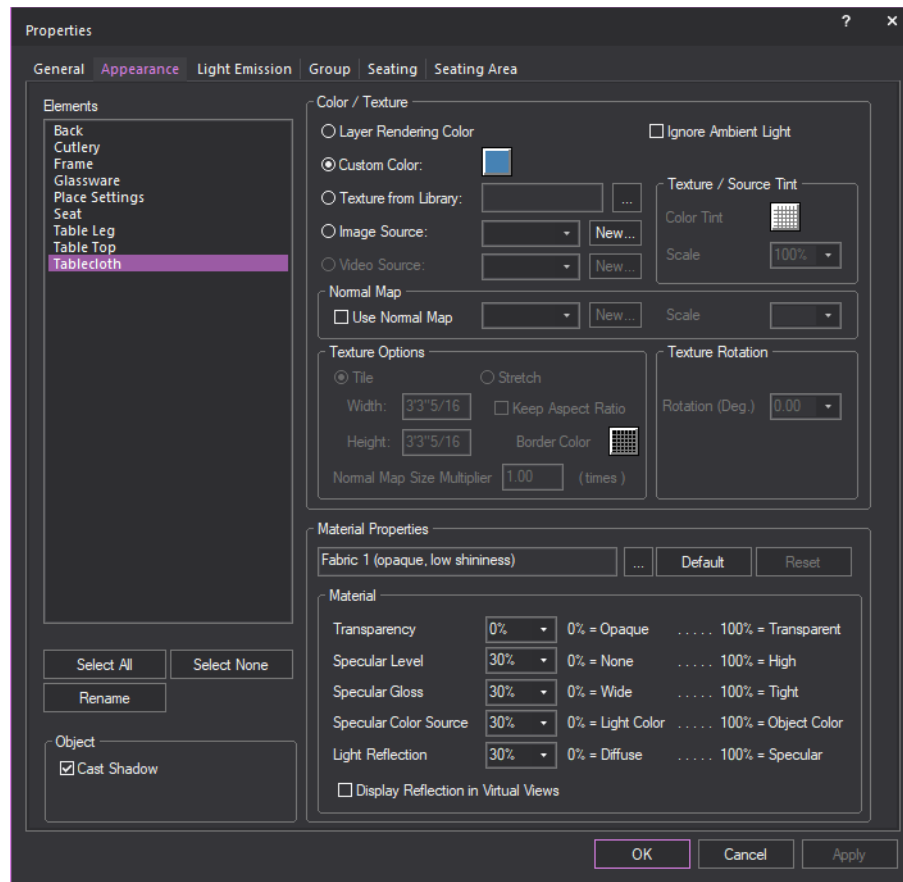 Properties
? ×
General Appearance Light Emission Group Seating Seating Area
Elements
Back
Cutlery
Frame
Glassware
Place Settings
Seat
Table Leg
Table Top
Tablecloth
Select All Select None
Rename
Object
Cast Shadow
Color / Texture
Layer Rendering Color Ignore Ambient Light
Custom Color:
Texture from Library: ...
Image Source: New...
Video Source: New...
Texture / Source Tint
Color Tint
Scale 100%
Normal Map
Use Normal Map New... Scale
Texture Options
Tile Stretch
Width: 3'3"5/16 Keep Aspect Ratio
Height: 3'3"5/16 Border Color
Normal Map Size Multiplier 1.00 (times )
Texture Rotation
Rotation (Deg.) 0.00
Material Properties
Fabric 1 (opaque, low shininess) ... Default Reset
Material
Transparency 0% 0% = Opaque ..... 100% = Transparent
Specular Level 30% 0% = None ..... 100% = High
Specular Gloss 30% 0% = Wide ..... 100% = Tight
Specular Color Source 30% 0% = Light Color ..... 100% = Object Color
Light Reflection 30% 0% = Diffuse ..... 100% = Specular
Display Reflection in Virtual Views
OK Cancel Apply